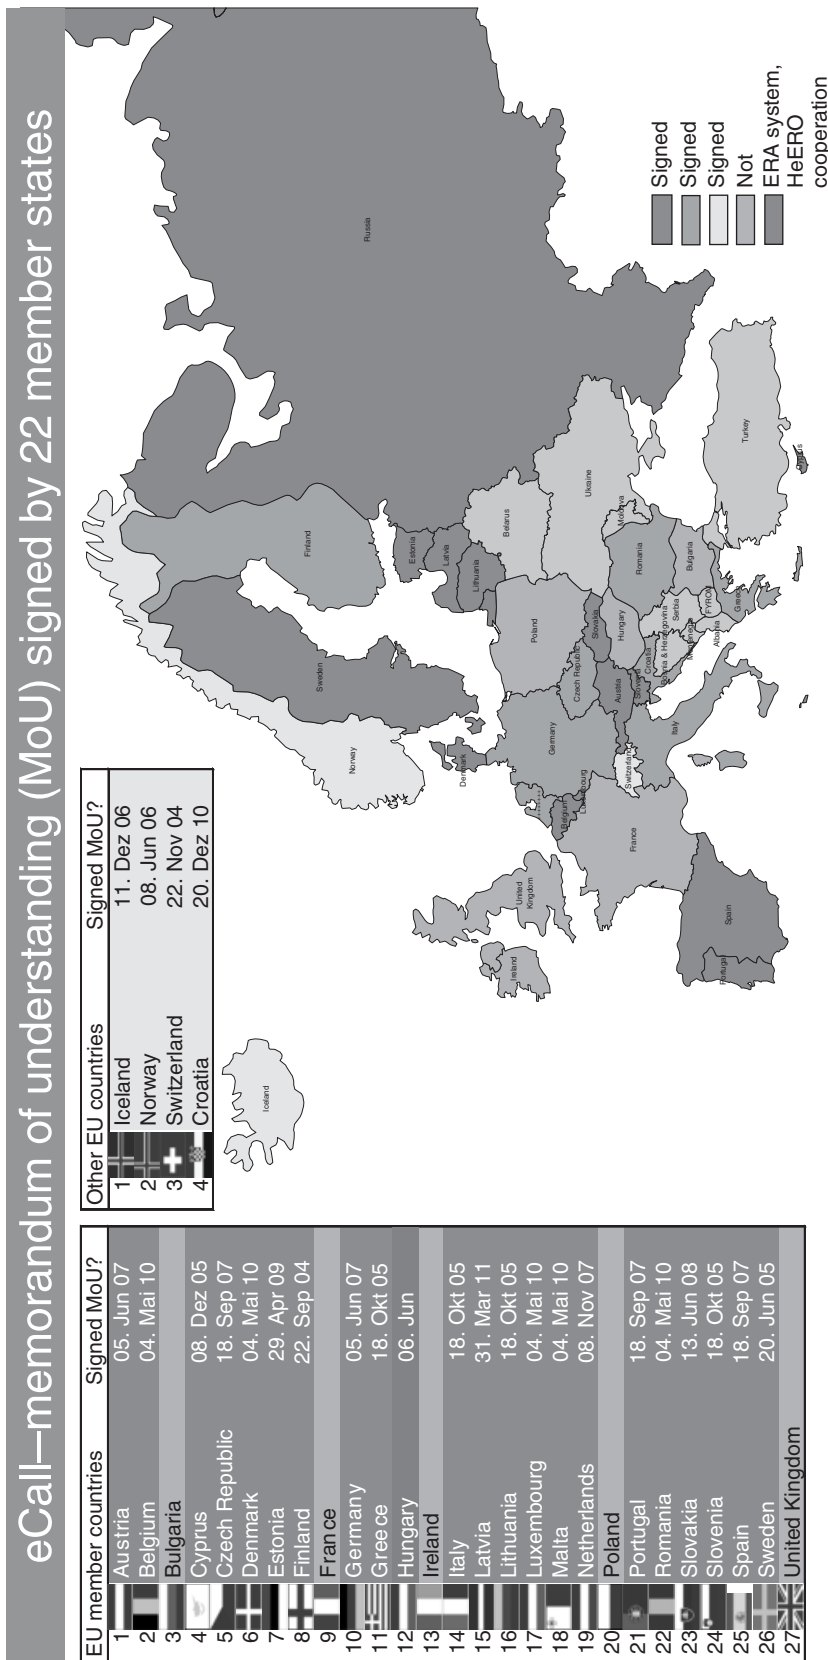 eCall—memorandum of understanding (MoU) signed by 22 member states
EU member countries Signed MoU?
1 Austria 05. Jun 07
2 Belgium 04. Mai 10
3 Bulgaria
4 Cyprus 08. Dez 05
5 Czech Republic 18. Sep 07
6 Denmark 04. Mai 10
7 Estonia 29. Apr 09
8 Finland 22. Sep 04
9 France
10 Germany 05. Jun 07
11 Greece 18. Okt 05
12 Hungary 06. Jun
13 Ireland
14 Italy 18. Okt 05
15 Latvia 31. Mar 11
16 Lithuania 18. Okt 05
17 Luxembourg 04. Mai 10
18 Malta 04. Mai 10
19 Netherlands 08. Nov 07
20 Poland
21 Portugal 18. Sep 07
22 Romania 04. Mai 10
23 Slovakia 13. Jun 08
24 Slovenia 18. Okt 05
25 Spain 18. Sep 07
26 Sweden 20. Jun 05
27 United Kingdom
Other EU countries Signed MoU?
1 Iceland 11. Dez 06
2 Norway 08. Jun 06
3 Switzerland 22. Nov 04
4 Croatia 20. Dez 10
Iceland
Norway
Sweden
Finland
Russia
Estonia
Latvia
Lithuania
Denmark
Belarus
Ireland
United
Kingdom
Belgium
Luxembourg
Germany
Poland
Czech Republic
Slovakia
Ukraine
Moldova
France
Switzerland
Austria
Hungary
Slovenia
Croatia
Romania
Bosnia & Herzegovina
Serbia
Montenegro
Bulgaria
FYROM
Albania
Greece
Italy
Portugal
Spain
Turkey
Cyprus
Signed
Signed
Signed
Not
ERA system,
HeERO
cooperation